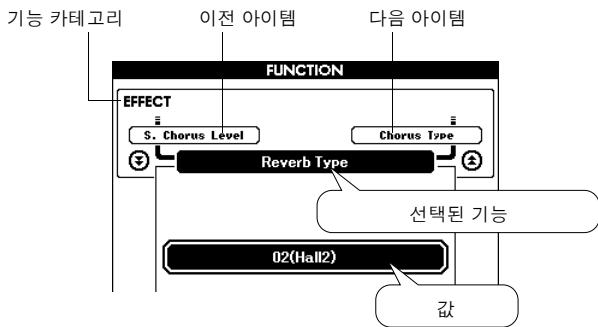 기능 카테고리 이전 아이템 다음 아이템
FUNCTION
EFFECT
S. Chorus Level Chorus Type
Reverb Type
선택된 기능
02(Hall2)
값